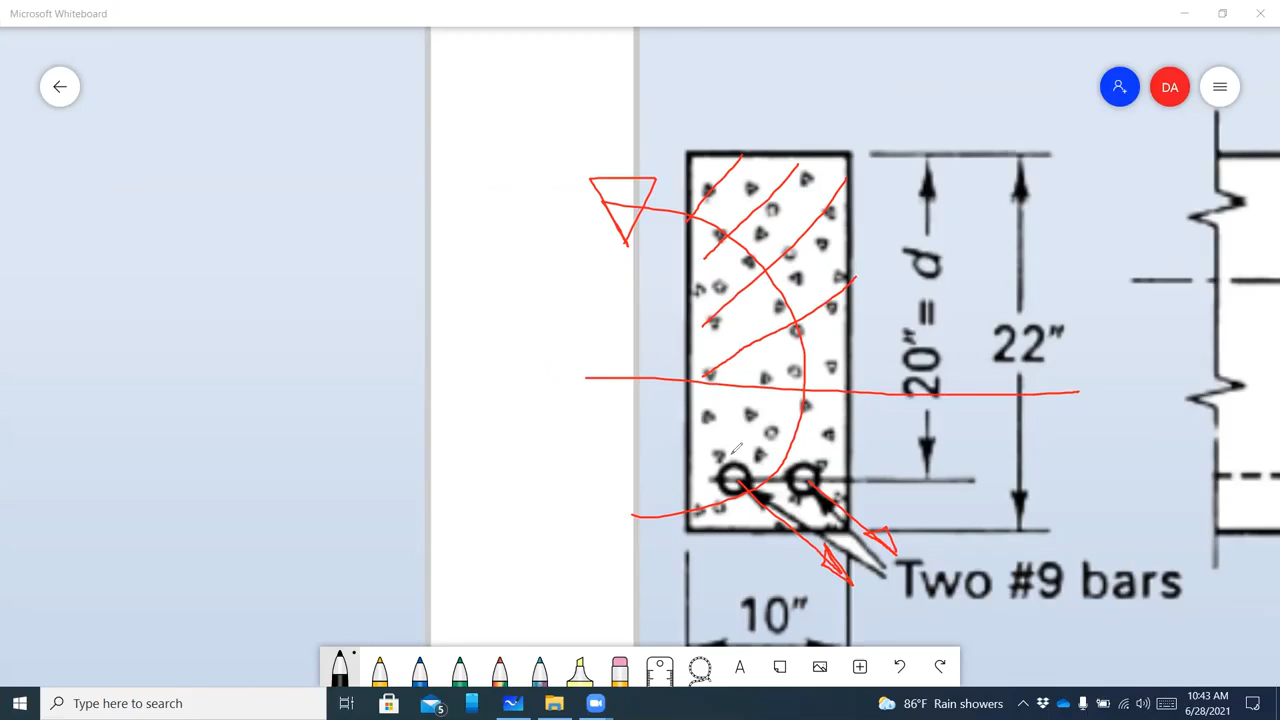 Microsoft Whiteboard
DA
20" = d
22"
Two #9 bars
10"
A
Type here to search
5
86°F Rain showers
10:43 AM
6/28/2021